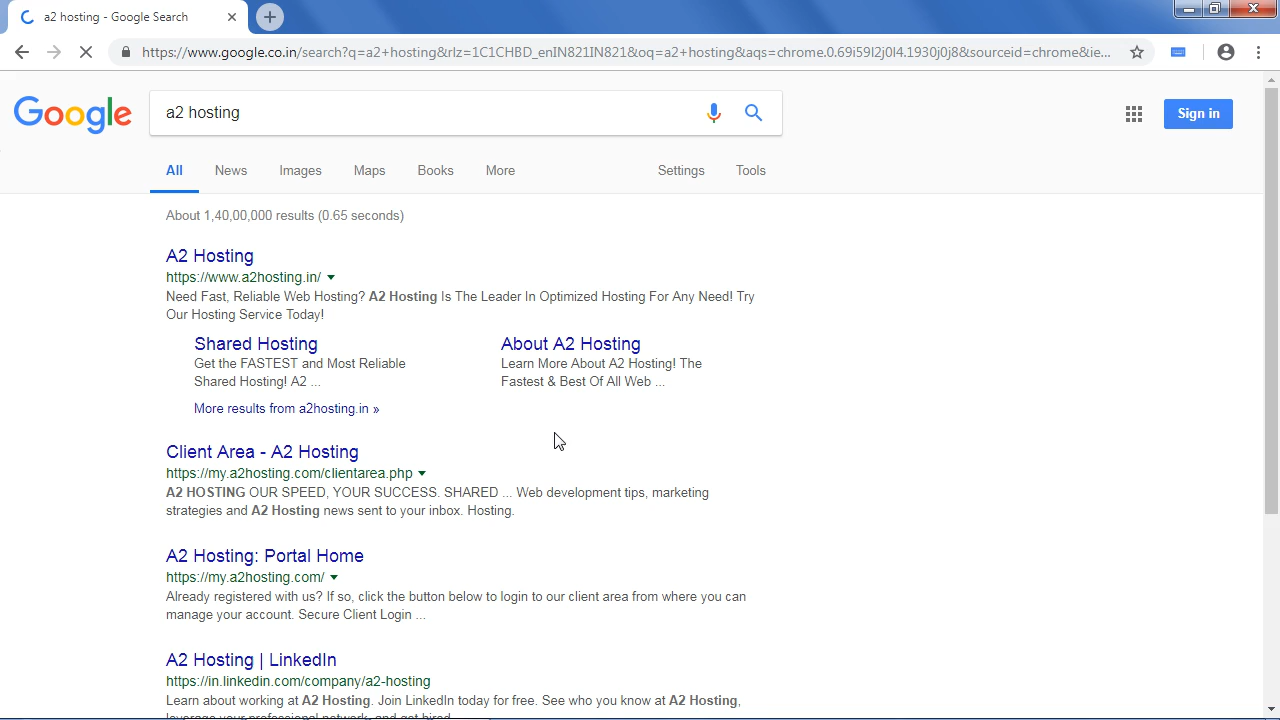 a2 hosting - Google Search
https://www.google.co.in/search?q=a2+hosting&rlz=1C1CHBD_enIN821IN821&oq=a2+hosting&aqs=chrome.0.69i59l2j0l4.1930j0j8&sourceid=chrome&ie...
Google
a2 hosting
Sign in
All News Images Maps Books More Settings Tools
About 1,40,00,000 results (0.65 seconds)
A2 Hosting
https://www.a2hosting.in/
Need Fast, Reliable Web Hosting? A2 Hosting Is The Leader In Optimized Hosting For Any Need! Try
Our Hosting Service Today!
Shared Hosting
Get the FASTEST and Most Reliable
Shared Hosting! A2 ...
About A2 Hosting
Learn More About A2 Hosting! The
Fastest & Best Of All Web ...
More results from a2hosting.in »
Client Area - A2 Hosting
https://my.a2hosting.com/clientarea.php
A2 HOSTING OUR SPEED, YOUR SUCCESS. SHARED ... Web development tips, marketing
strategies and A2 Hosting news sent to your inbox. Hosting.
A2 Hosting: Portal Home
https://my.a2hosting.com/
Already registered with us? If so, click the button below to login to our client area from where you can
manage your account. Secure Client Login ...
A2 Hosting | LinkedIn
https://in.linkedin.com/company/a2-hosting
Learn about working at A2 Hosting. Join LinkedIn today for free. See who you know at A2 Hosting,
leverage your professional network, and get hired.